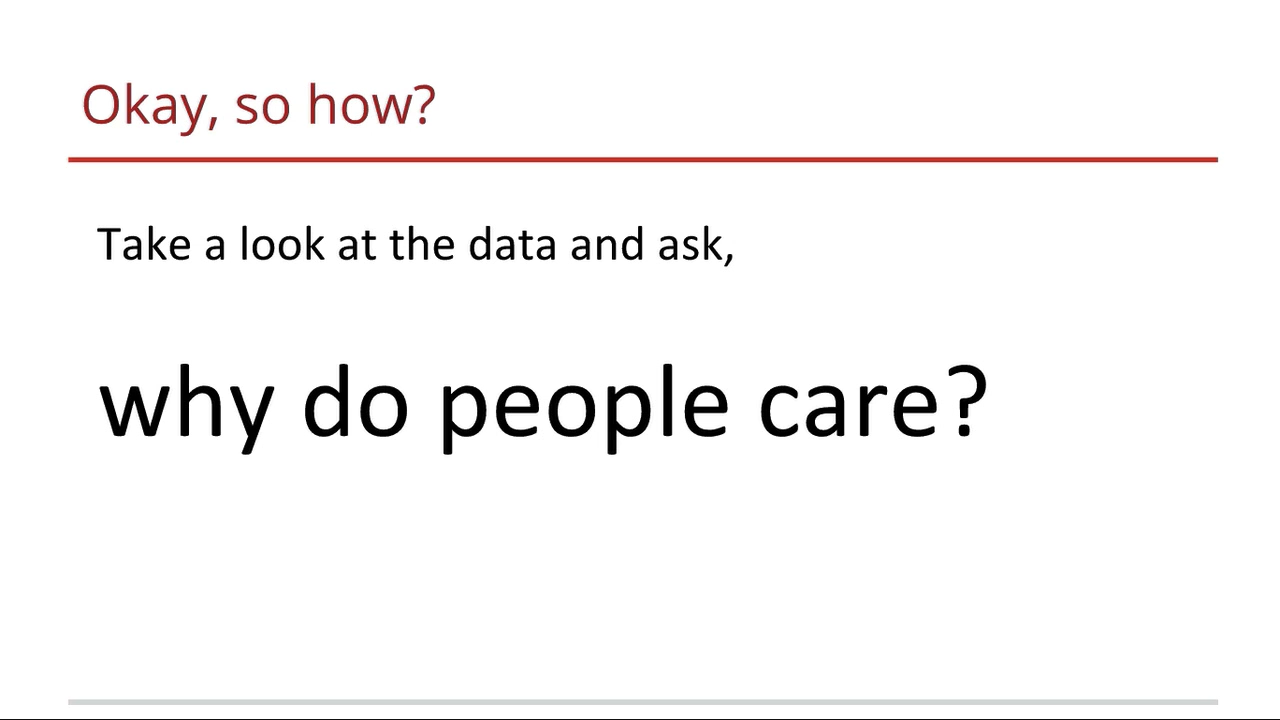 Okay, so how?
Take a look at the data and ask,
why do people care?